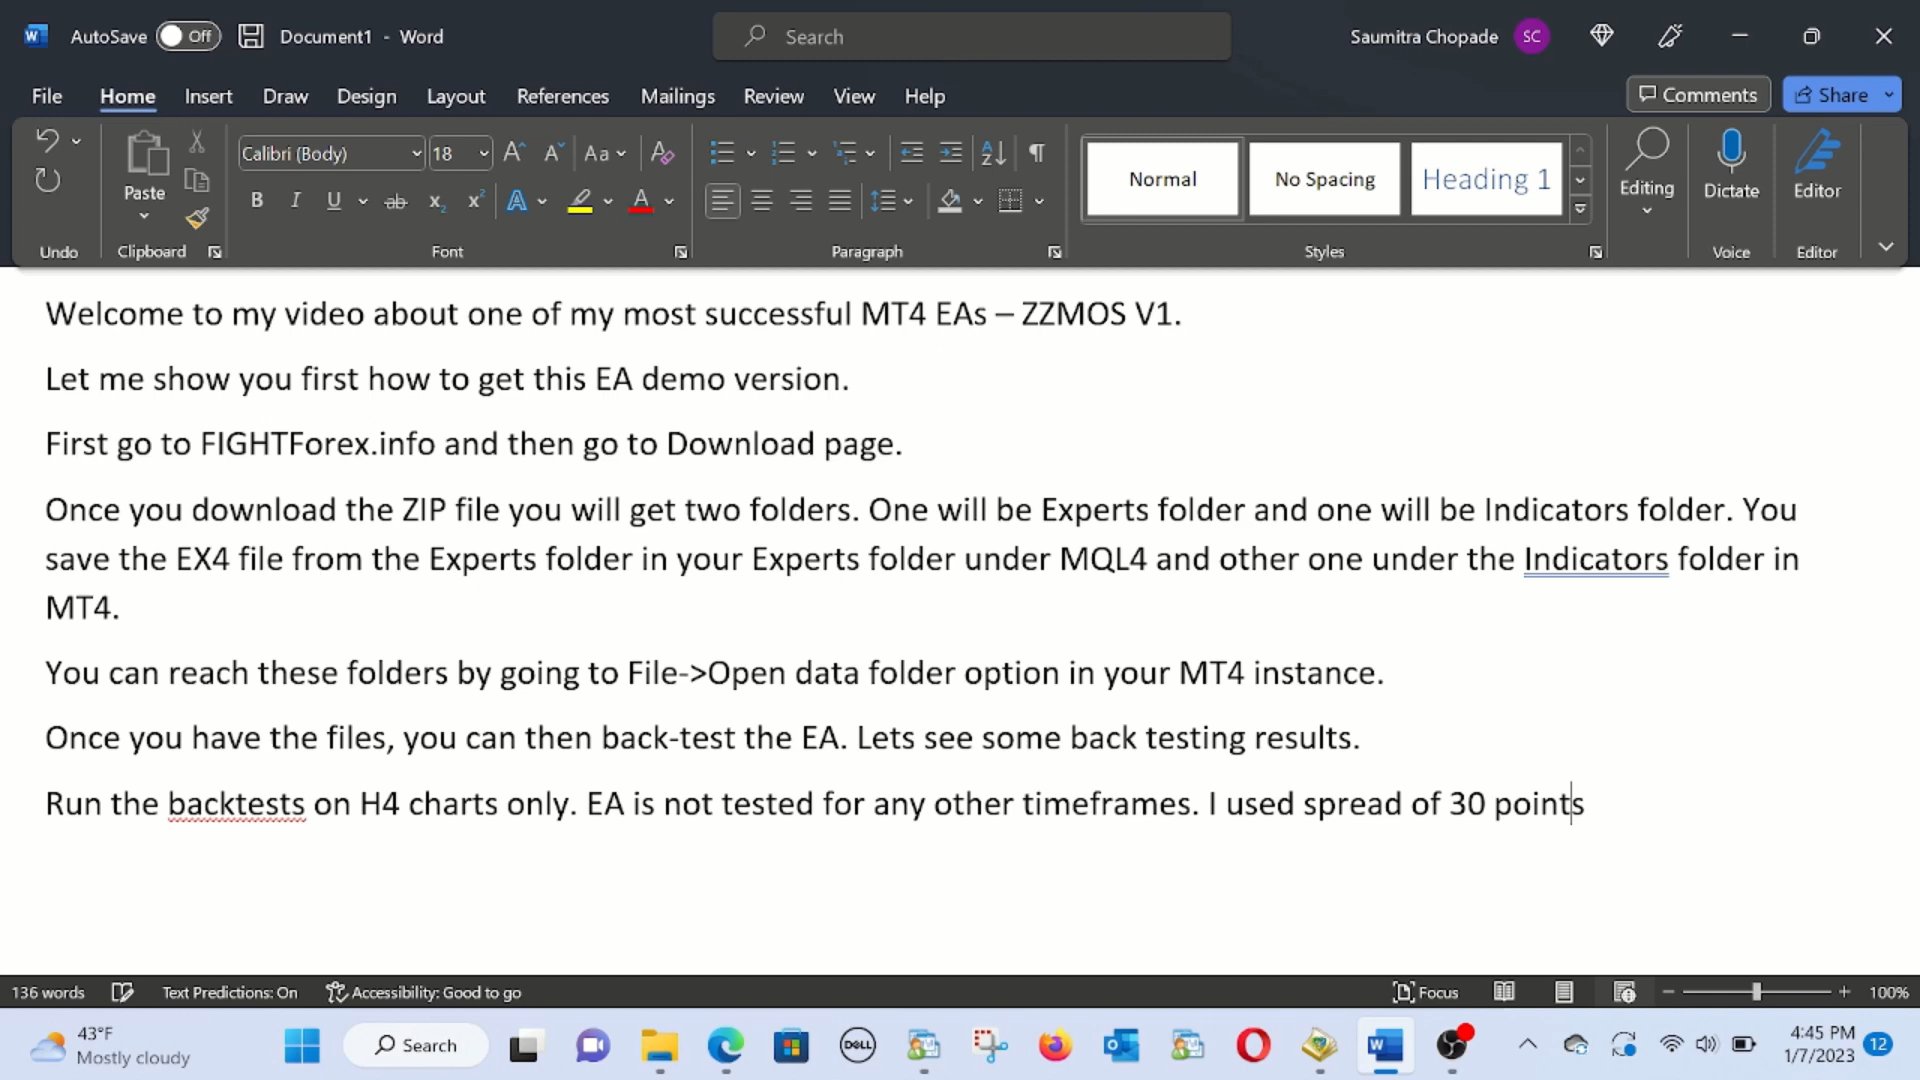 AutoSave Off Document1 - Word Search Saumitra Chopade SC
File Home Insert Draw Design Layout References Mailings Review View Help Comments Share
Calibri (Body) 18 Aa
Normal No Spacing Heading 1
Paste Editing Dictate Editor
Undo Clipboard Font Paragraph Styles Voice Editor
Welcome to my video about one of my most successful MT4 EAs – ZZMOS V1.
Let me show you first how to get this EA demo version.
First go to FIGHTForex.info and then go to Download page.
Once you download the ZIP file you will get two folders. One will be Experts folder and one will be Indicators folder. You
save the EX4 file from the Experts folder in your Experts folder under MQL4 and other one under the Indicators folder in
MT4.
You can reach these folders by going to File->Open data folder option in your MT4 instance.
Once you have the files, you can then back-test the EA. Lets see some back testing results.
Run the backtests on H4 charts only. EA is not tested for any other timeframes. I used spread of 30 points
136 words Text Predictions: On Accessibility: Good to go Focus 100%
43°F
Mostly cloudy
Search
DELL
4:45 PM
1/7/2023
12